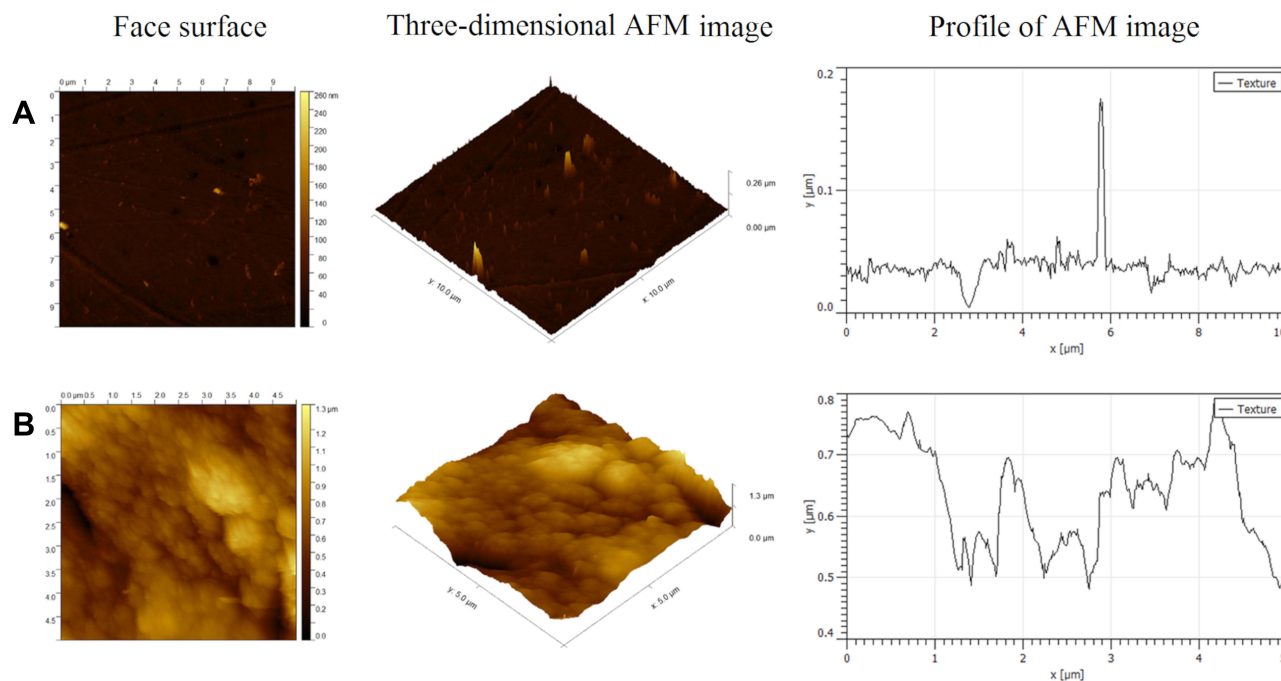 Face surface
Three-dimensional AFM image
Profile of AFM image
A
0 µm 1 2 3 4 5 6 7 8 9
0
1
2
3
4
5
6
7
8
9
260 nm
240
220
200
180
160
140
120
100
80
60
40
0
0.26 µm
0.00 µm
y: 10.0 µm
x: 10.0 µm
Texture
0.2
0.1
0.0
y [µm]
0 2 4 6 8 10
x [µm]
B
0.0 µm 0.5 1.0 1.5 2.0 2.5 3.0 3.5 4.0 4.5
0.0
0.5
1.0
1.5
2.0
2.5
3.0
3.5
4.0
4.5
1.3 µm
1.2
1.1
1.0
0.9
0.8
0.7
0.6
0.5
0.4
0.3
0.2
0.0
1.3 µm
0.0 µm
y: 5.0 µm
x: 5.0 µm
Texture
0.8
0.7
0.6
0.5
0.4
y [µm]
0 1 2 3 4
x [µm]